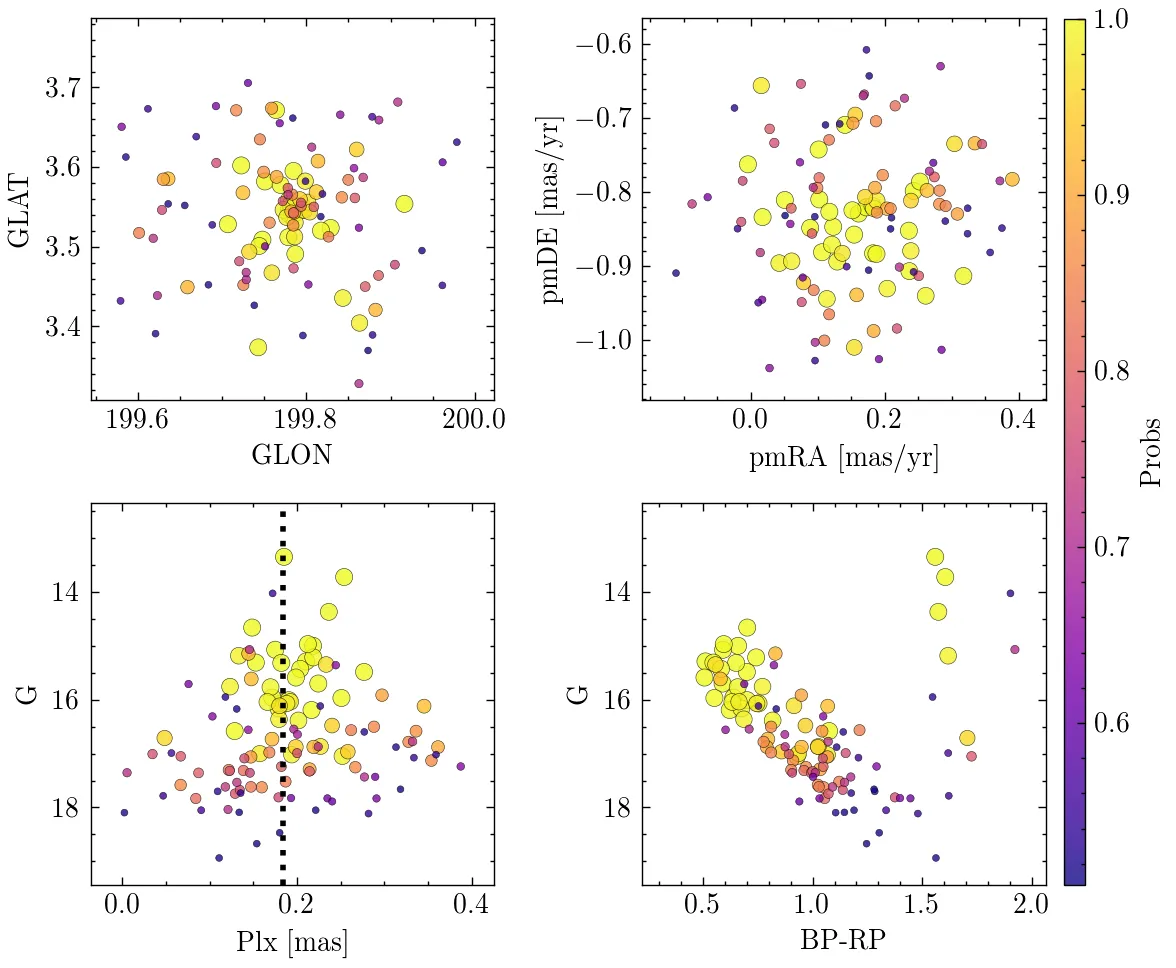 3.7
3.6
3.5
3.4
GLAT
199.6 199.8 200.0
GLON
−0.6
−0.7
−0.8
−0.9
−1.0
pmDE [mas/yr]
0.0 0.2 0.4
pmRA [mas/yr]
1.0
0.9
0.8
0.7
0.6
Probs
14
16
18
G
0.0 0.2 0.4
Plx [mas]
14
16
18
G
0.5 1.0 1.5 2.0
BP-RP